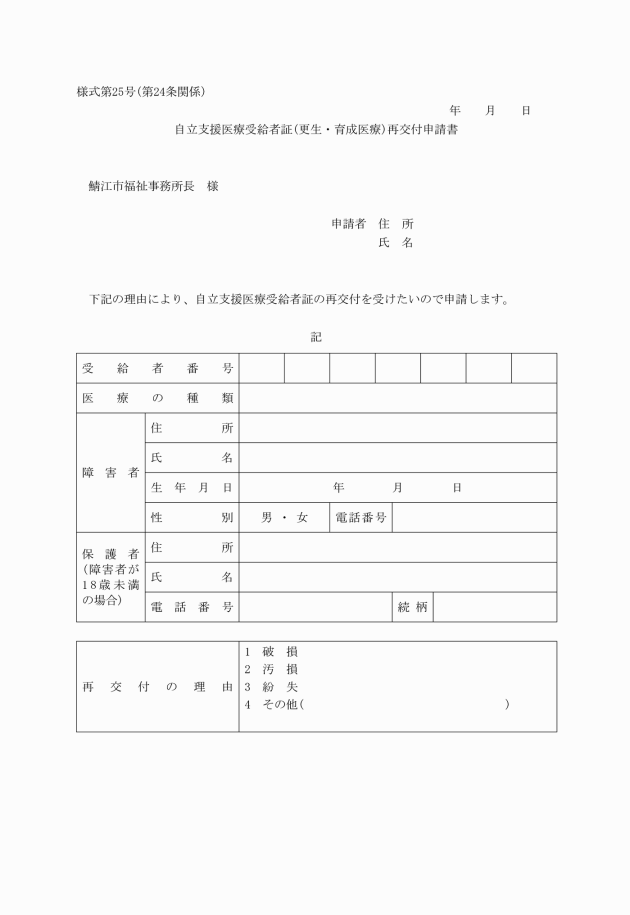 様式第25号(第24条関係)
年　月　日
自立支援医療受給者証(更生・育成医療)再交付申請書
鯖江市福祉事務所長　様
申請者　住　所
氏　名
下記の理由により、自立支援医療受給者証の再交付を受けたいので申請します。
記
受給者番号
医療の種類
障害者
住所
氏名
生年月日　年　月　日
性別　男・女　電話番号
保護者
(障害者が
18歳未満
の場合)
住所
氏名
電話番号　続柄
再交付の理由
1　破　損
2　汚　損
3　紛　失
4　その他(　　　)